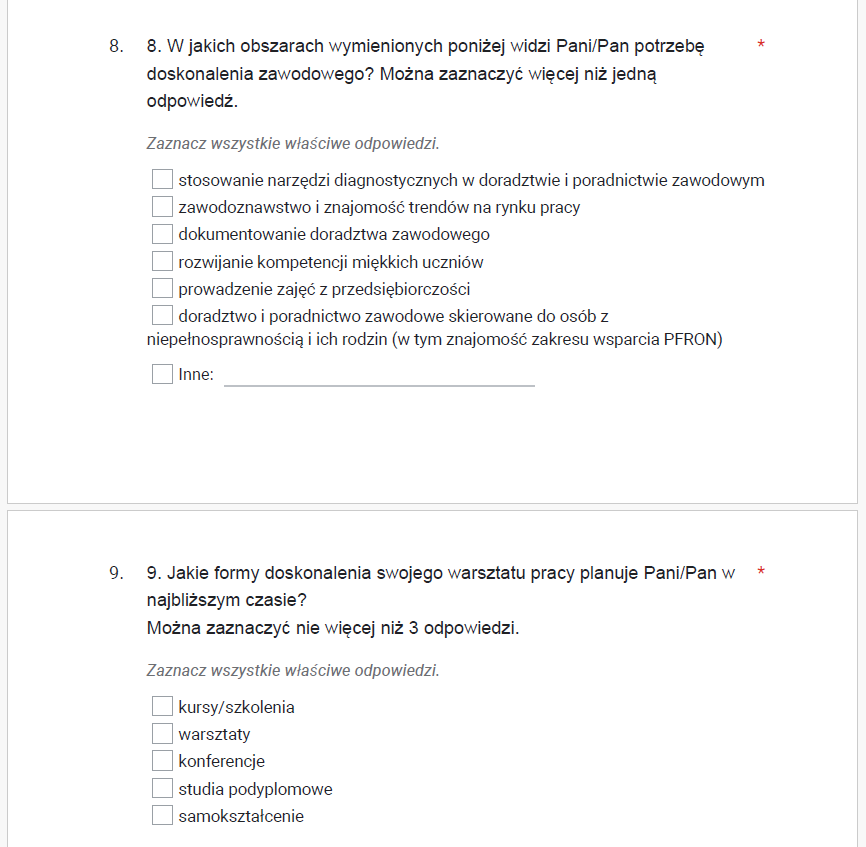 8. 8. W jakich obszarach wymienionych poniżej widzi Pani/Pan potrzebę *
doskonalenia zawodowego? Można zaznaczyć więcej niż jedną
odpowiedź.
Zaznacz wszystkie właściwe odpowiedzi.
stosowanie narzędzi diagnostycznych w doradztwie i poradnictwie zawodowym
zawodoznawstwo i znajomość trendów na rynku pracy
dokumentowanie doradztwa zawodowego
rozwijanie kompetencji miękkich uczniów
prowadzenie zajęć z przedsiębiorczości
doradztwo i poradnictwo zawodowe skierowane do osób z
niepełnosprawnością i ich rodzin (w tym znajomość zakresu wsparcia PFRON)
Inne:
9. 9. Jakie formy doskonalenia swojego warsztatu pracy planuje Pani/Pan w *
najbliższym czasie?
Można zaznaczyć nie więcej niż 3 odpowiedzi.
Zaznacz wszystkie właściwe odpowiedzi.
kursy/szkolenia
warsztaty
konferencje
studia podyplomowe
samokształcenie